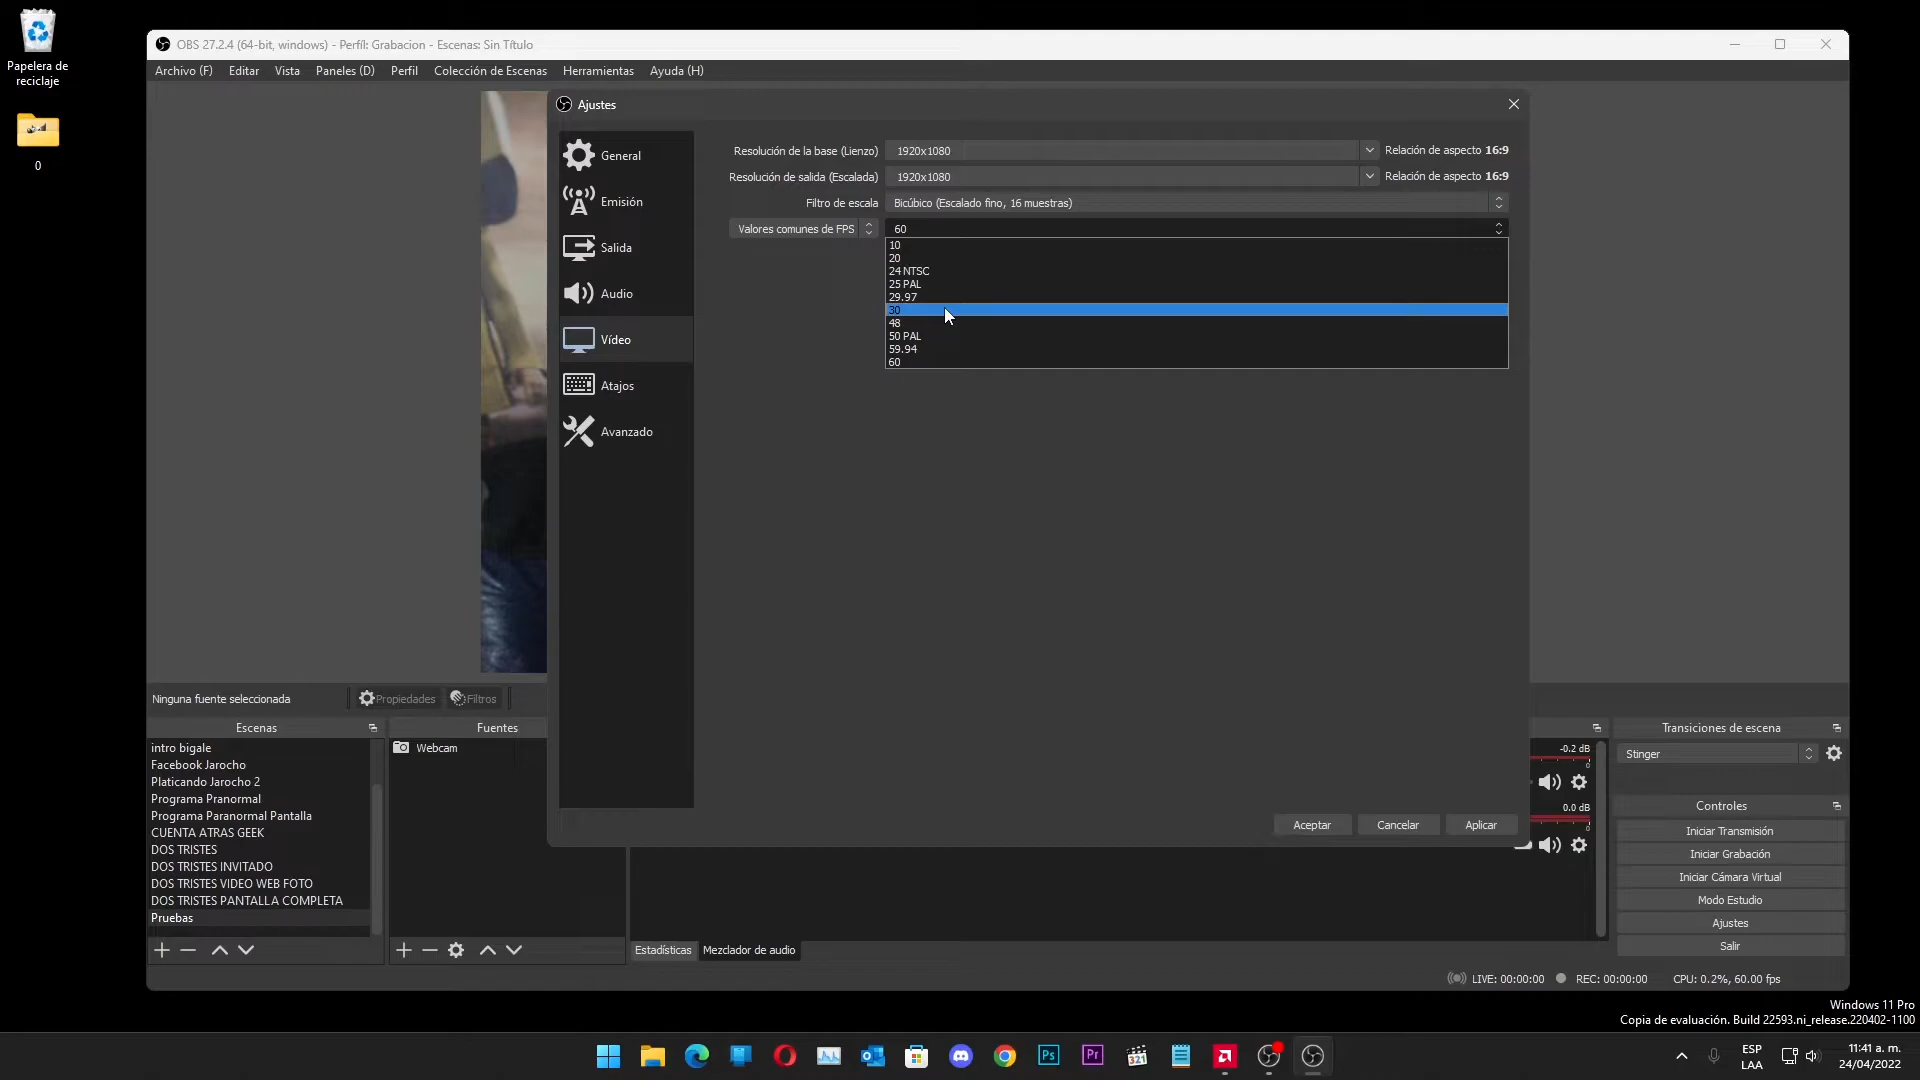 Papelera de
reciclaje
0
OBS 27.2.4 (64-bit, windows) - Perfíl: Grabacion - Escenas: Sin Título
Archivo (F) Editar Vista Paneles (D) Perfil Colección de Escenas Herramientas Ayuda (H)
Ajustes
General
Emisión
Salida
Audio
Vídeo
Atajos
Avanzado
Resolución de la base (Lienzo) 1920x1080 Relación de aspecto 16:9
Resolución de salida (Escalada) 1920x1080 Relación de aspecto 16:9
Filtro de escala Bicúbico (Escalado fino, 16 muestras)
Valores comunes de FPS 60
10
20
24 NTSC
25 PAL
29.97
30
48
50 PAL
59.94
60
Aceptar Cancelar Aplicar
Ninguna fuente seleccionada Propiedades Filtros
Escenas
intro bigale
Facebook Jarocho
Platicando Jarocho 2
Programa Pranormal
Programa Paranormal Pantalla
CUENTA ATRAS GEEK
DOS TRISTES
DOS TRISTES INVITADO
DOS TRISTES VIDEO WEB FOTO
DOS TRISTES PANTALLA COMPLETA
Pruebas
Fuentes
Webcam
-0.2 dB
0
0.0 dB
0
Estadísticas Mezclador de audio
Transiciones de escena
Stinger
Controles
Iniciar Transmisión
Iniciar Grabación
Iniciar Cámara Virtual
Modo Estudio
Ajustes
Salir
LIVE: 00:00:00 REC: 00:00:00 CPU: 0.2%, 60.00 fps
Windows 11 Pro
Copia de evaluación. Build 22593.ni_release.220402-1100
Ps Pr 321
ESP
LAA
11:41 a. m.
24/04/2022